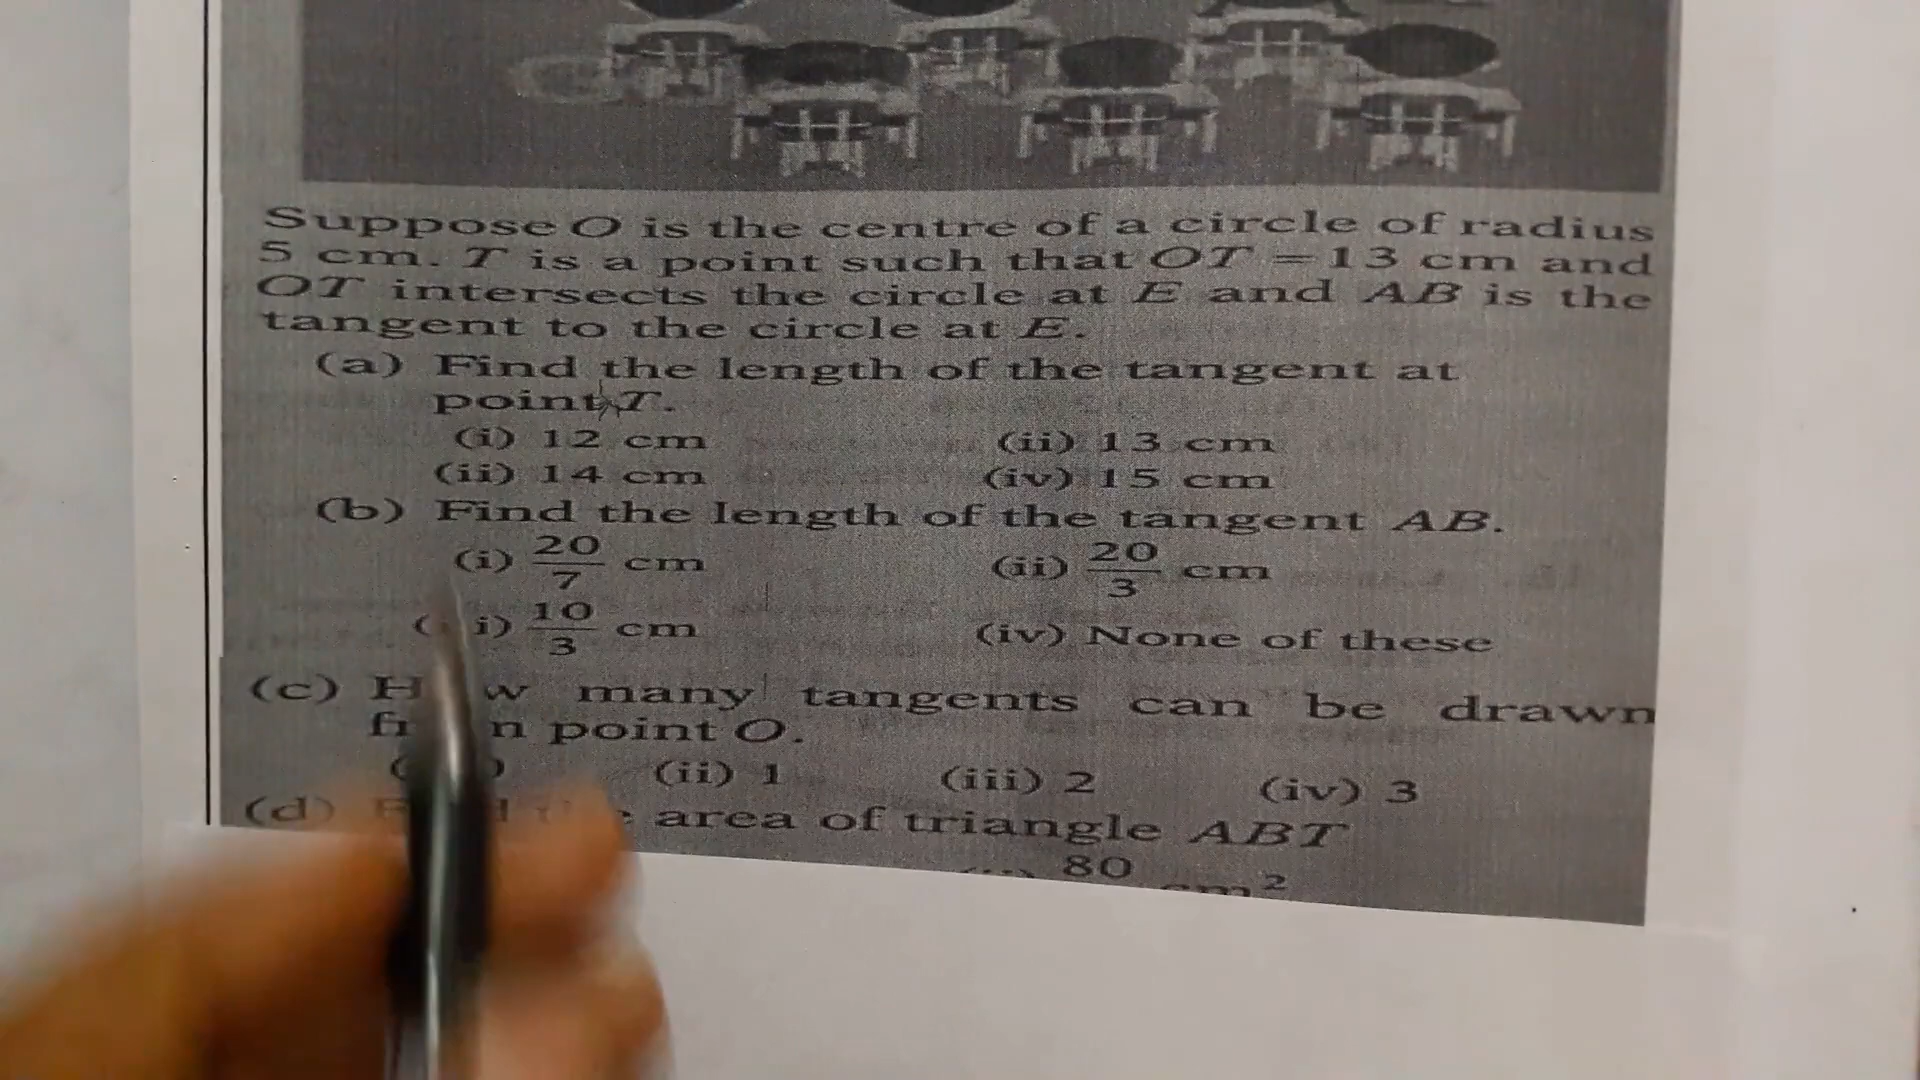 Suppose O is the centre of a circle of radius
5 cm. T is a point such that OT = 13 cm and
OT intersects the circle at E and AB is the
tangent to the circle at E.
(a) Find the length of the tangent at
point T.
(i) 12 cm (ii) 13 cm
(ii) 14 cm (iv) 15 cm
(b) Find the length of the tangent AB.
(i) 20/7 cm (ii) 20/3 cm
10/3 cm (iv) None of these
(c) many tangents can be drawn
point O.
(ii) 1 (iii) 2 (iv) 3
(d) area of triangle ABT
80 cm²